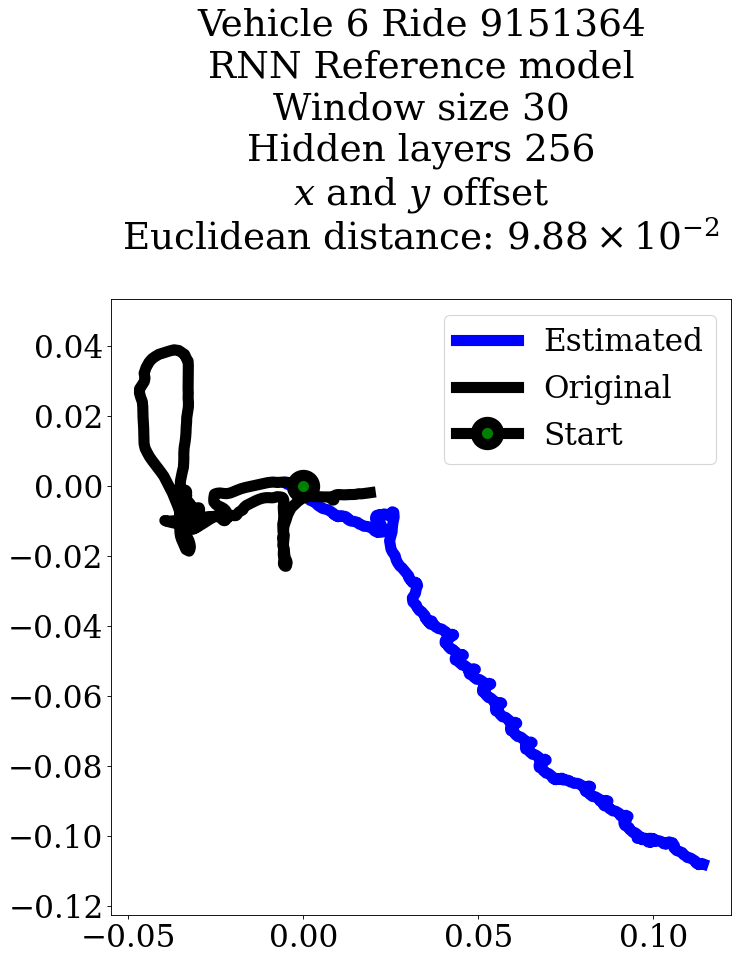 Vehicle 6 Ride 9151364
RNN Reference model
Window size 30
Hidden layers 256
x and y offset
Euclidean distance: 9.88 × 10⁻²
Estimated
Original
Start
0.04
0.02
0.00
−0.02
−0.04
−0.06
−0.08
−0.10
−0.12
−0.05 0.00 0.05 0.10